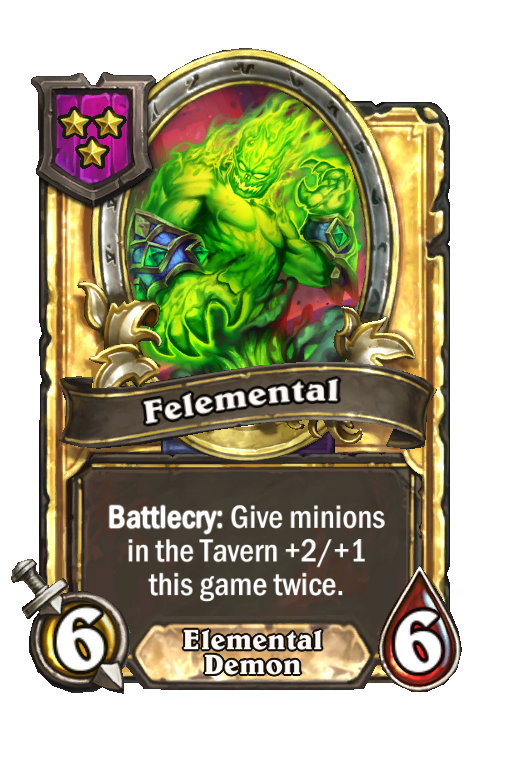 Felemental
Battlecry: Give minions
in the Tavern +2/+1
this game twice.
6
Elemental
Demon
6